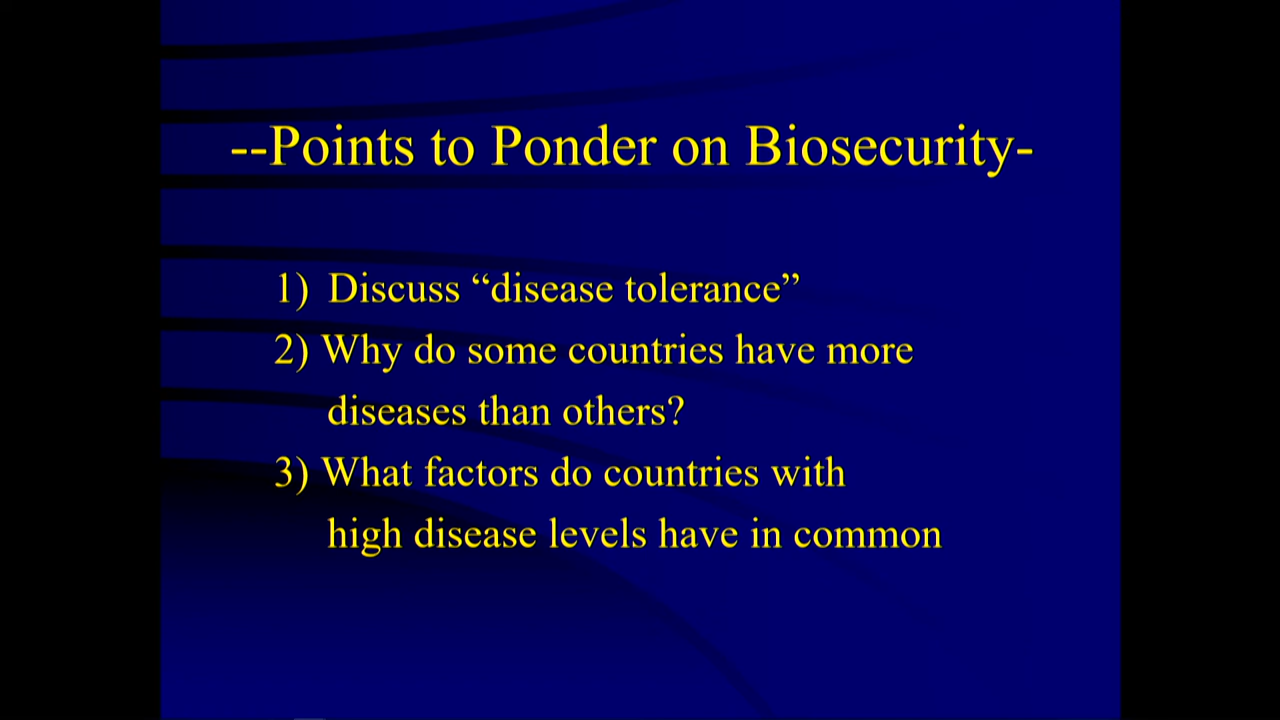 --Points to Ponder on Biosecurity-
1) Discuss “disease tolerance”
2) Why do some countries have more
diseases than others?
3) What factors do countries with
high disease levels have in common